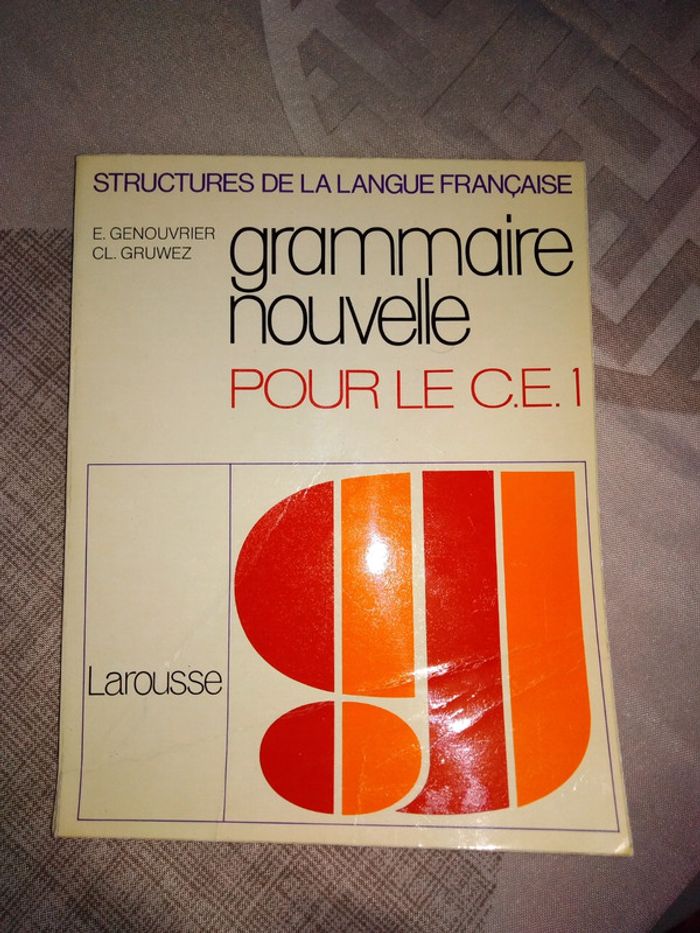 STRUCTURES DE LA LANGUE FRANÇAISE
E. GENOUVRIER
CL. GRUWEZ
grammaire
nouvelle
POUR LE C.E.1
Larousse
g